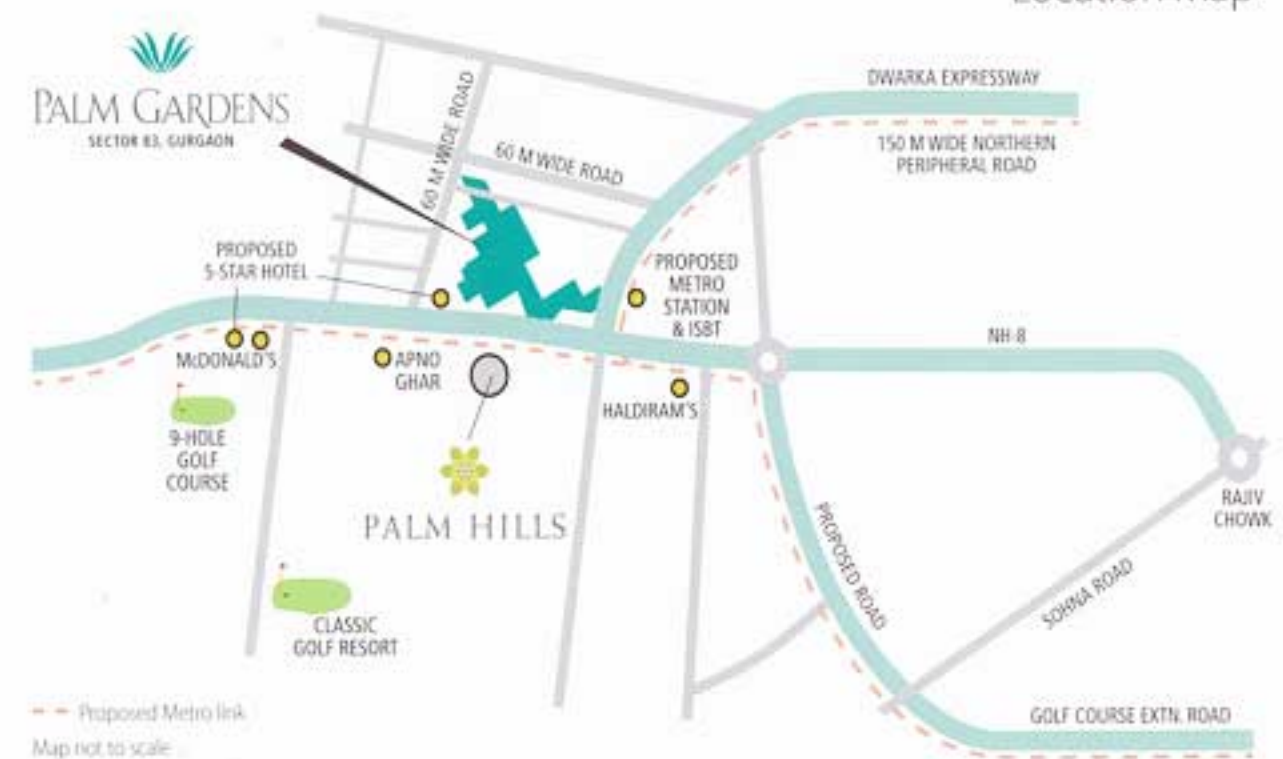 Location Map
PALM GARDENS
SECTOR 83, GURGAON
DWARKA EXPRESSWAY
150 M WIDE NORTHERN
PERIPHERAL ROAD
60 M WIDE ROAD
60 M WIDE ROAD
PROPOSED
5-STAR HOTEL
PROPOSED
METRO
STATION
& ISBT
NH-8
McDONALD'S
APNO
GHAR
HALDIRAM'S
9-HOLE
GOLF
COURSE
PALM HILLS
RAJIV
CHOWK
PROPOSED ROAD
SOHNA ROAD
CLASSIC
GOLF RESORT
Proposed Metro link
GOLF COURSE EXTN. ROAD
Map not to scale